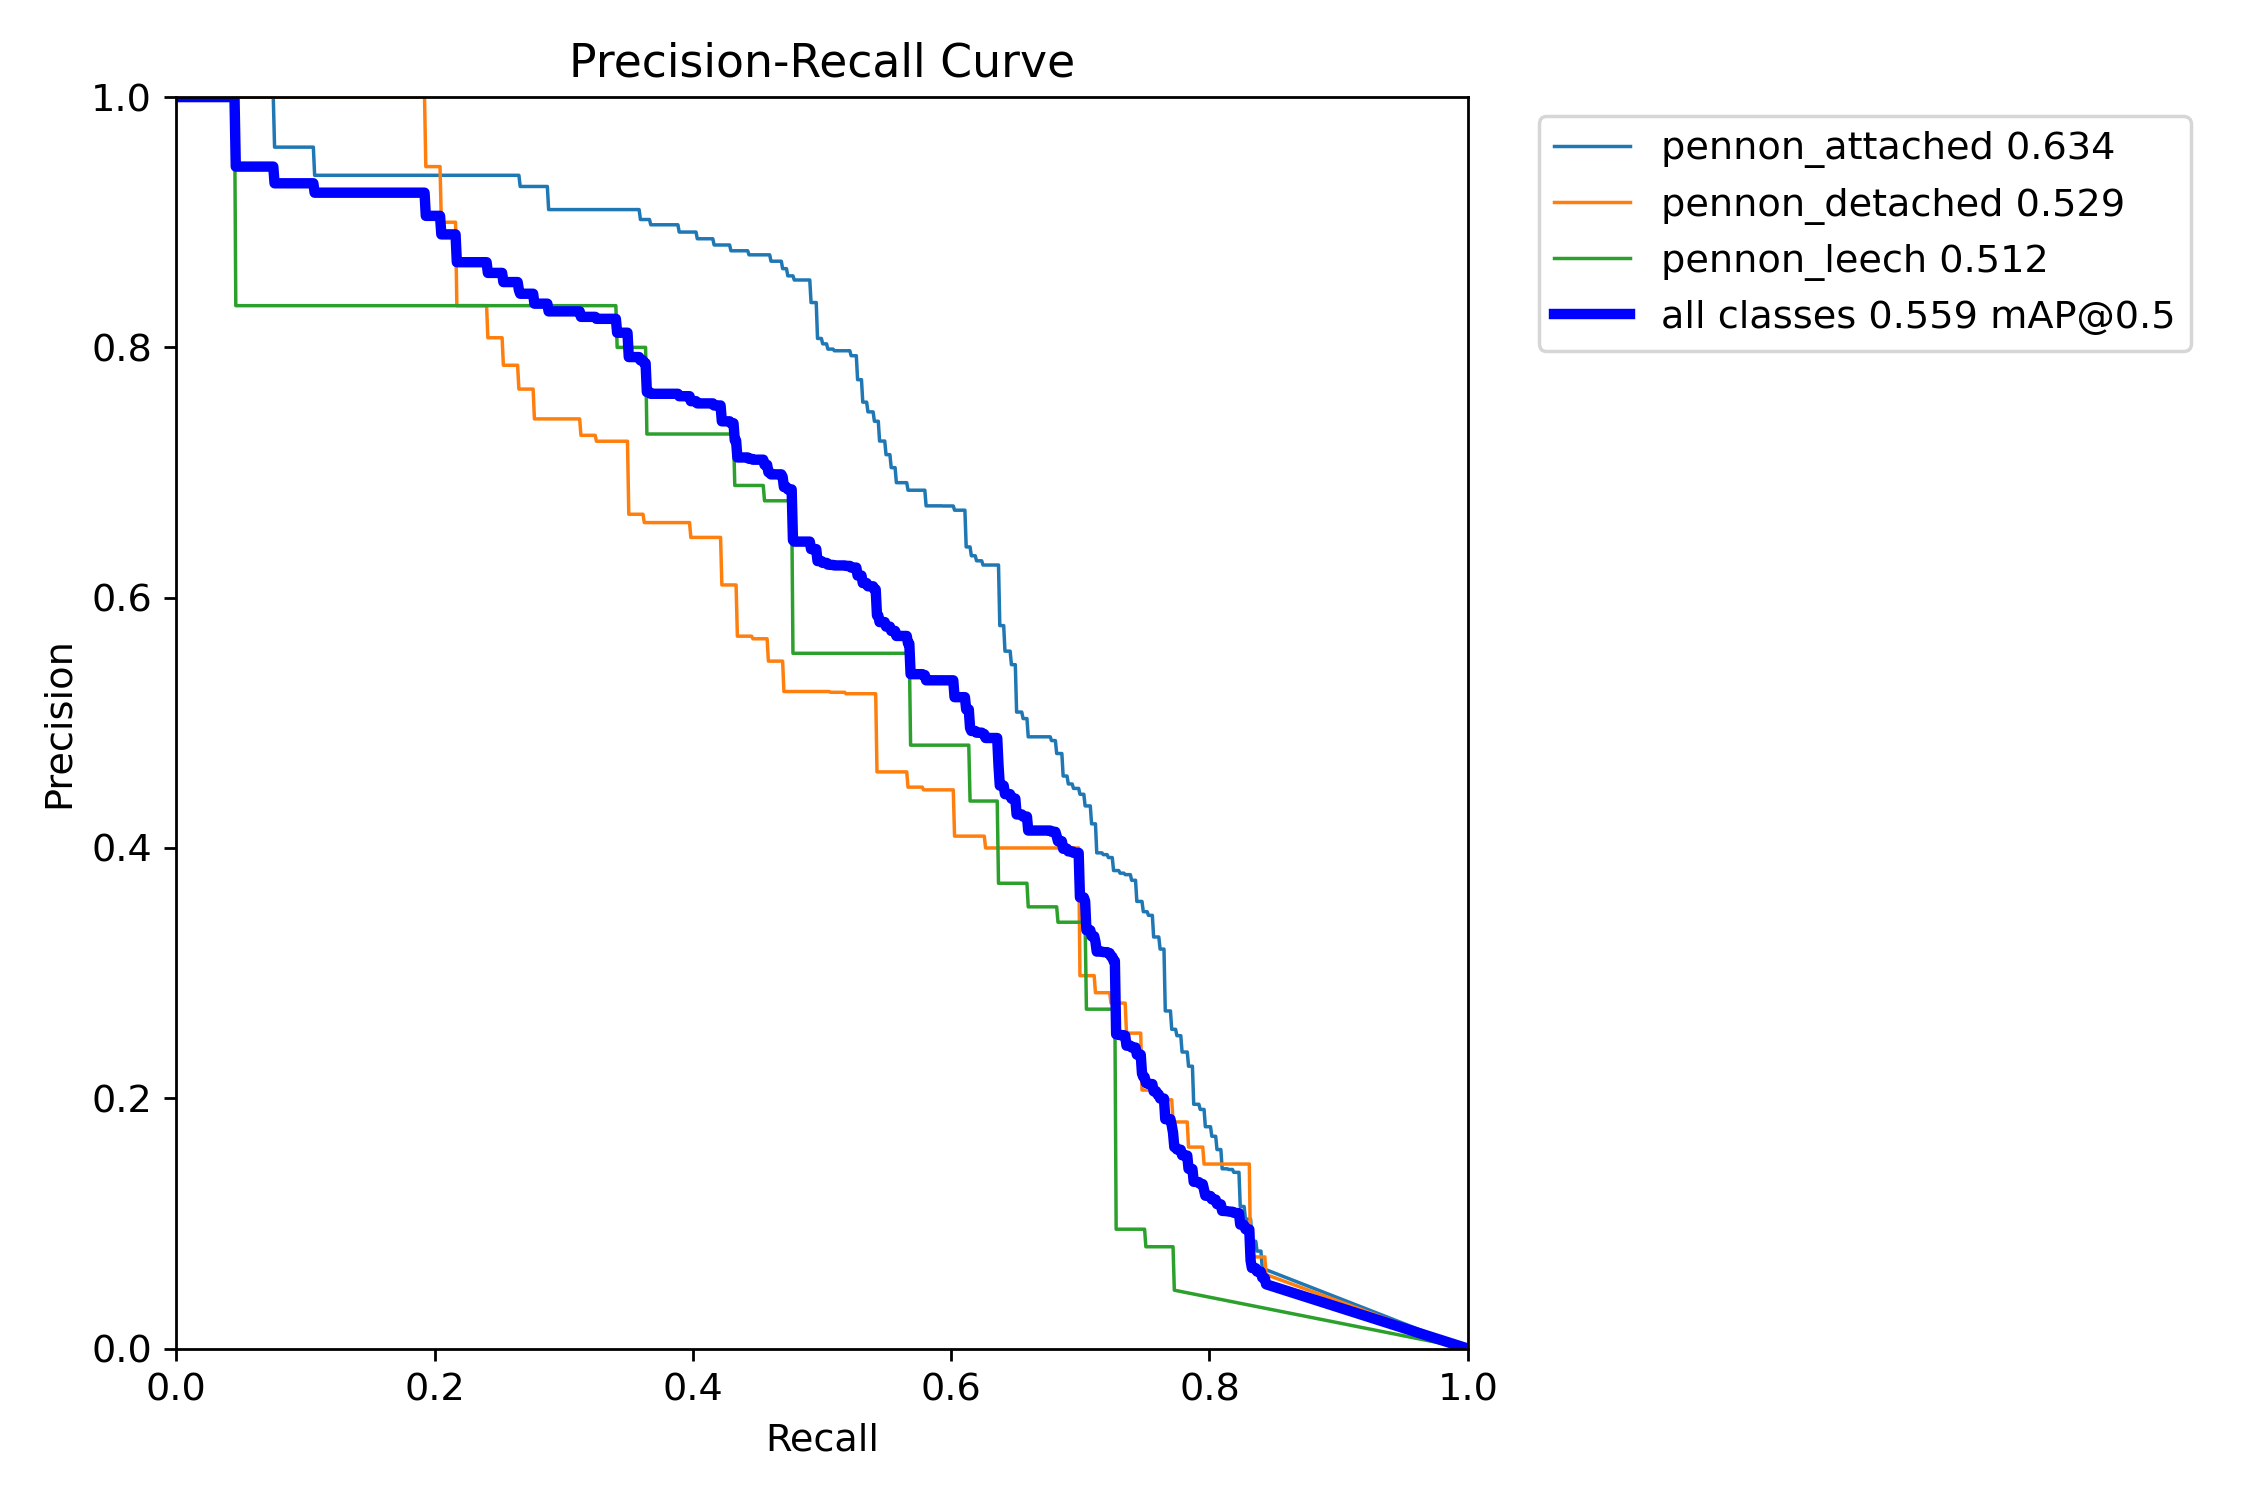 Precision-Recall Curve
1.0
0.8
0.6
0.4
0.2
0.0
Precision
0.0 0.2 0.4 0.6 0.8 1.0
Recall
pennon_attached 0.634
pennon_detached 0.529
pennon_leech 0.512
all classes 0.559 mAP@0.5